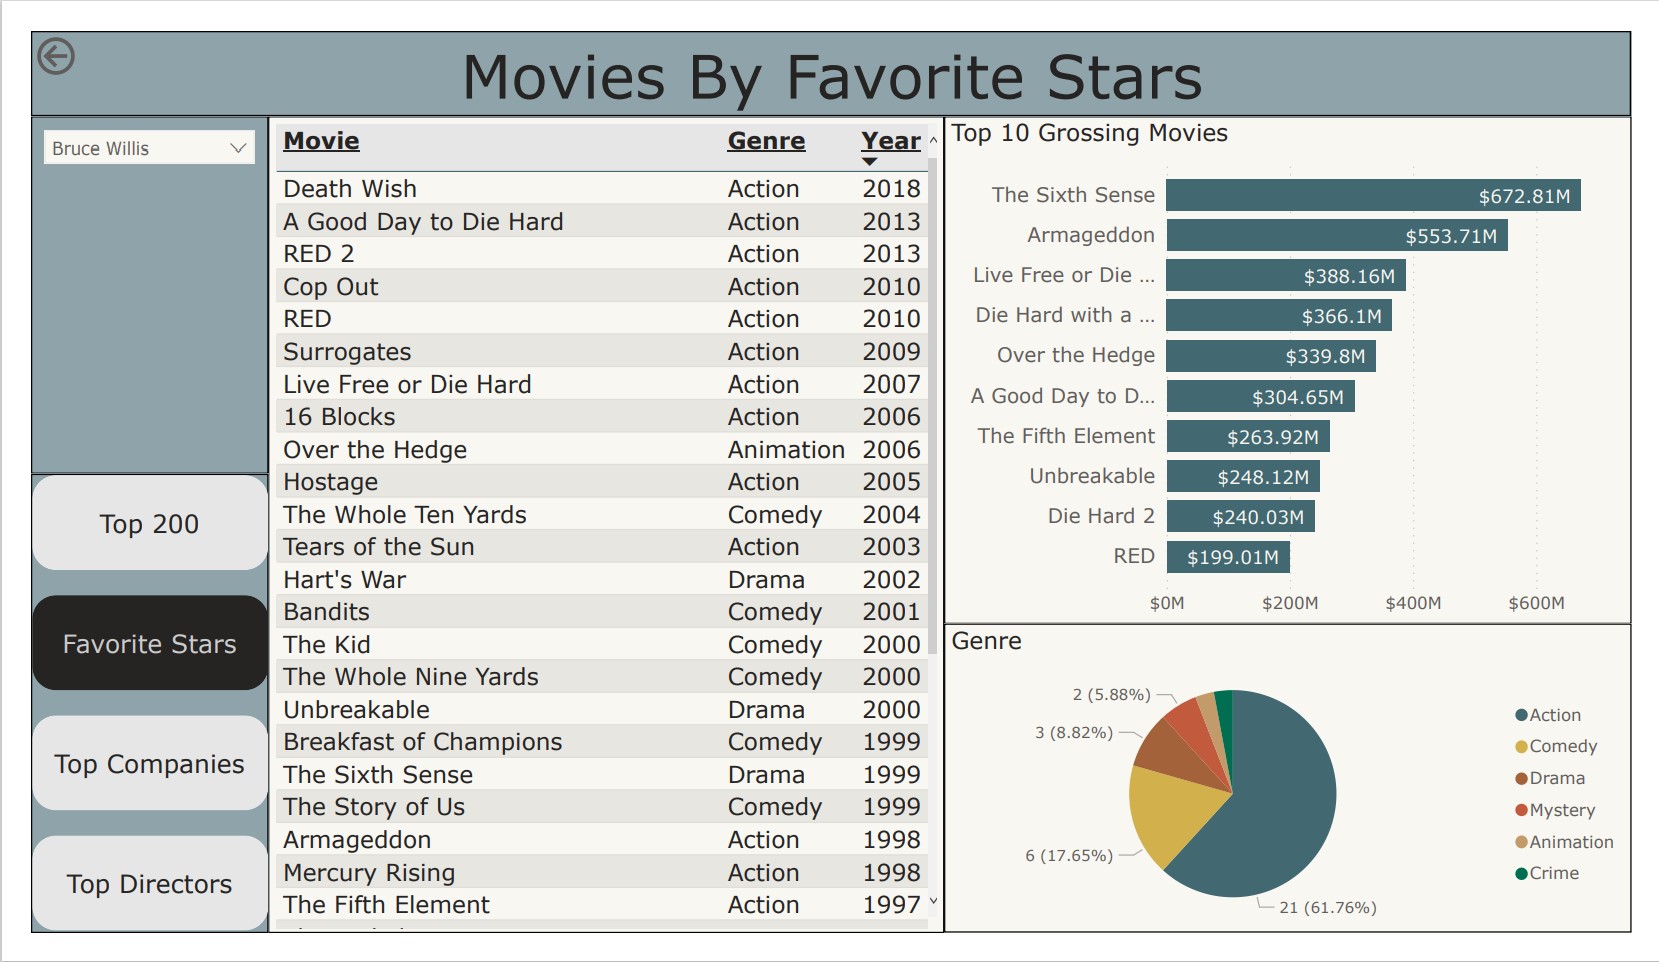 Movies By Favorite Stars
Bruce Willis
Top 200
Favorite Stars
Top Companies
Top Directors
Movie Genre Year
Death Wish Action 2018
A Good Day to Die Hard Action 2013
RED 2 Action 2013
Cop Out Action 2010
RED Action 2010
Surrogates Action 2009
Live Free or Die Hard Action 2007
16 Blocks Action 2006
Over the Hedge Animation 2006
Hostage Action 2005
The Whole Ten Yards Comedy 2004
Tears of the Sun Action 2003
Hart's War Drama 2002
Bandits Comedy 2001
The Kid Comedy 2000
The Whole Nine Yards Comedy 2000
Unbreakable Drama 2000
Breakfast of Champions Comedy 1999
The Sixth Sense Drama 1999
The Story of Us Comedy 1999
Armageddon Action 1998
Mercury Rising Action 1998
The Fifth Element Action 1997
Top 10 Grossing Movies
The Sixth Sense $672.81M
Armageddon $553.71M
Live Free or Die ... $388.16M
Die Hard with a ... $366.1M
Over the Hedge $339.8M
A Good Day to D... $304.65M
The Fifth Element $263.92M
Unbreakable $248.12M
Die Hard 2 $240.03M
RED $199.01M
$0M $200M $400M $600M
Genre
2 (5.88%)
3 (8.82%)
6 (17.65%)
21 (61.76%)
Action
Comedy
Drama
Mystery
Animation
Crime